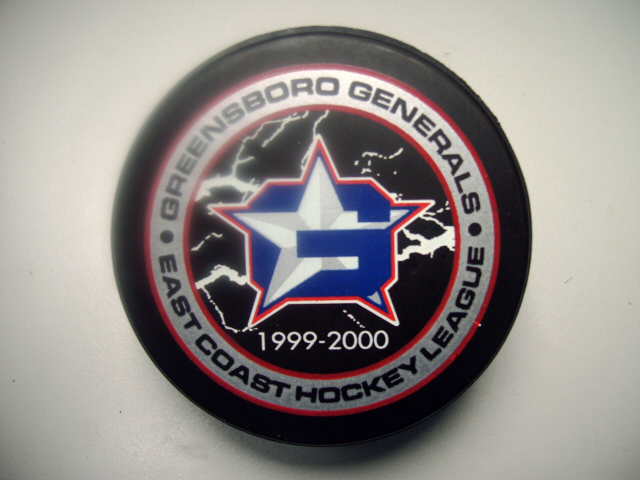 GREENSBORO GENERALS
G
1999-2000
EAST COAST HOCKEY LEAGUE